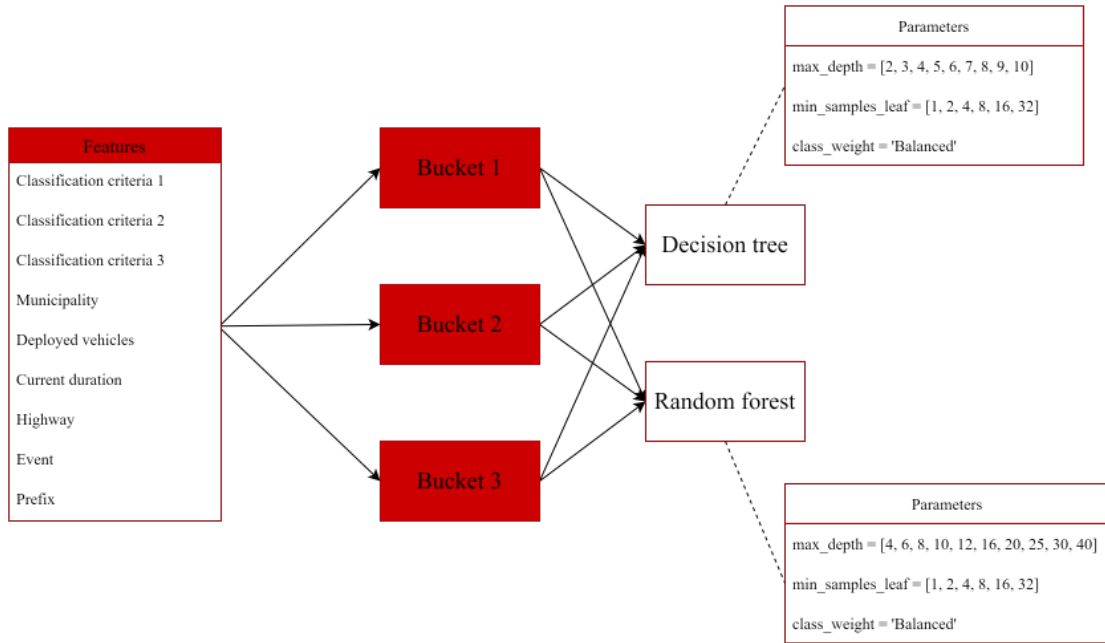 Features
Classification criteria 1
Classification criteria 2
Classification criteria 3
Municipality
Deployed vehicles
Current duration
Highway
Event
Prefix
Bucket 1
Bucket 2
Bucket 3
Decision tree
Random forest
Parameters
max_depth = [2, 3, 4, 5, 6, 7, 8, 9, 10]
min_samples_leaf = [1, 2, 4, 8, 16, 32]
class_weight = 'Balanced'
Parameters
max_depth = [4, 6, 8, 10, 12, 16, 20, 25, 30, 40]
min_samples_leaf = [1, 2, 4, 8, 16, 32]
class_weight = 'Balanced'